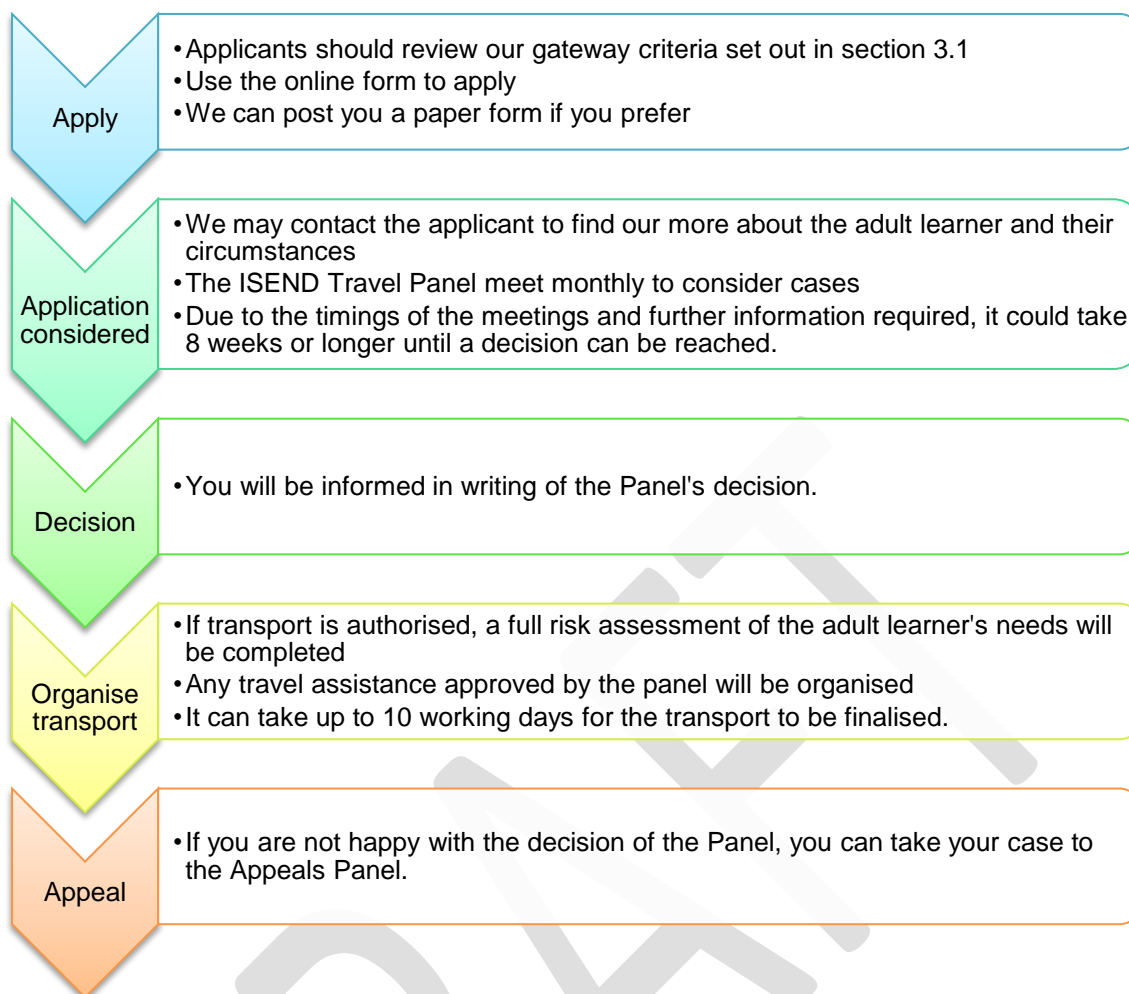 Apply
•Applicants should review our gateway criteria set out in section 3.1
•Use the online form to apply
•We can post you a paper form if you prefer
Application
considered
•We may contact the applicant to find our more about the adult learner and their
circumstances
•The ISEND Travel Panel meet monthly to consider cases
•Due to the timings of the meetings and further information required, it could take
8 weeks or longer until a decision can be reached.
Decision
•You will be informed in writing of the Panel's decision.
Organise
transport
•If transport is authorised, a full risk assessment of the adult learner's needs will
be completed
•Any travel assistance approved by the panel will be organised
•It can take up to 10 working days for the transport to be finalised.
Appeal
•If you are not happy with the decision of the Panel, you can take your case to
the Appeals Panel.
DRAFT